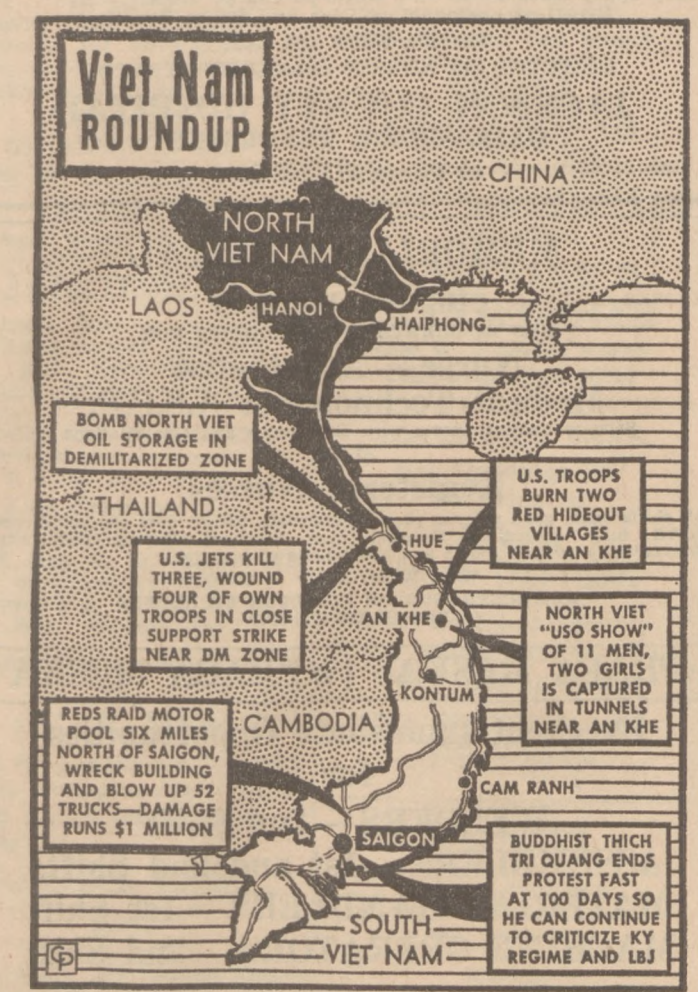 Viet Nam
ROUNDUP
CHINA
NORTH
VIET NAM
LAOS
HANOI
HAIPHONG
BOMB NORTH VIET
OIL STORAGE IN
DEMILITARIZED ZONE
THAILAND
U.S. TROOPS
BURN TWO
RED HIDEOUT
VILLAGES
NEAR AN KHE
HUE
U.S. JETS KILL
THREE, WOUND
FOUR OF OWN
TROOPS IN CLOSE
SUPPORT STRIKE
NEAR DM ZONE
AN KHE
NORTH VIET
"USO SHOW"
OF 11 MEN,
TWO GIRLS
IS CAPTURED
IN TUNNELS
NEAR AN KHE
KONTUM
REDS RAID MOTOR
POOL SIX MILES
NORTH OF SAIGON,
WRECK BUILDING
AND BLOW UP 52
TRUCKS—DAMAGE
RUNS $1 MILLION
CAMBODIA
CAM RANH
SAIGON
BUDDHIST THICH
TRI QUANG ENDS
PROTEST FAST
AT 100 DAYS SO
HE CAN CONTINUE
TO CRITICIZE KY
REGIME AND LBJ
SOUTH
VIET NAM
CP